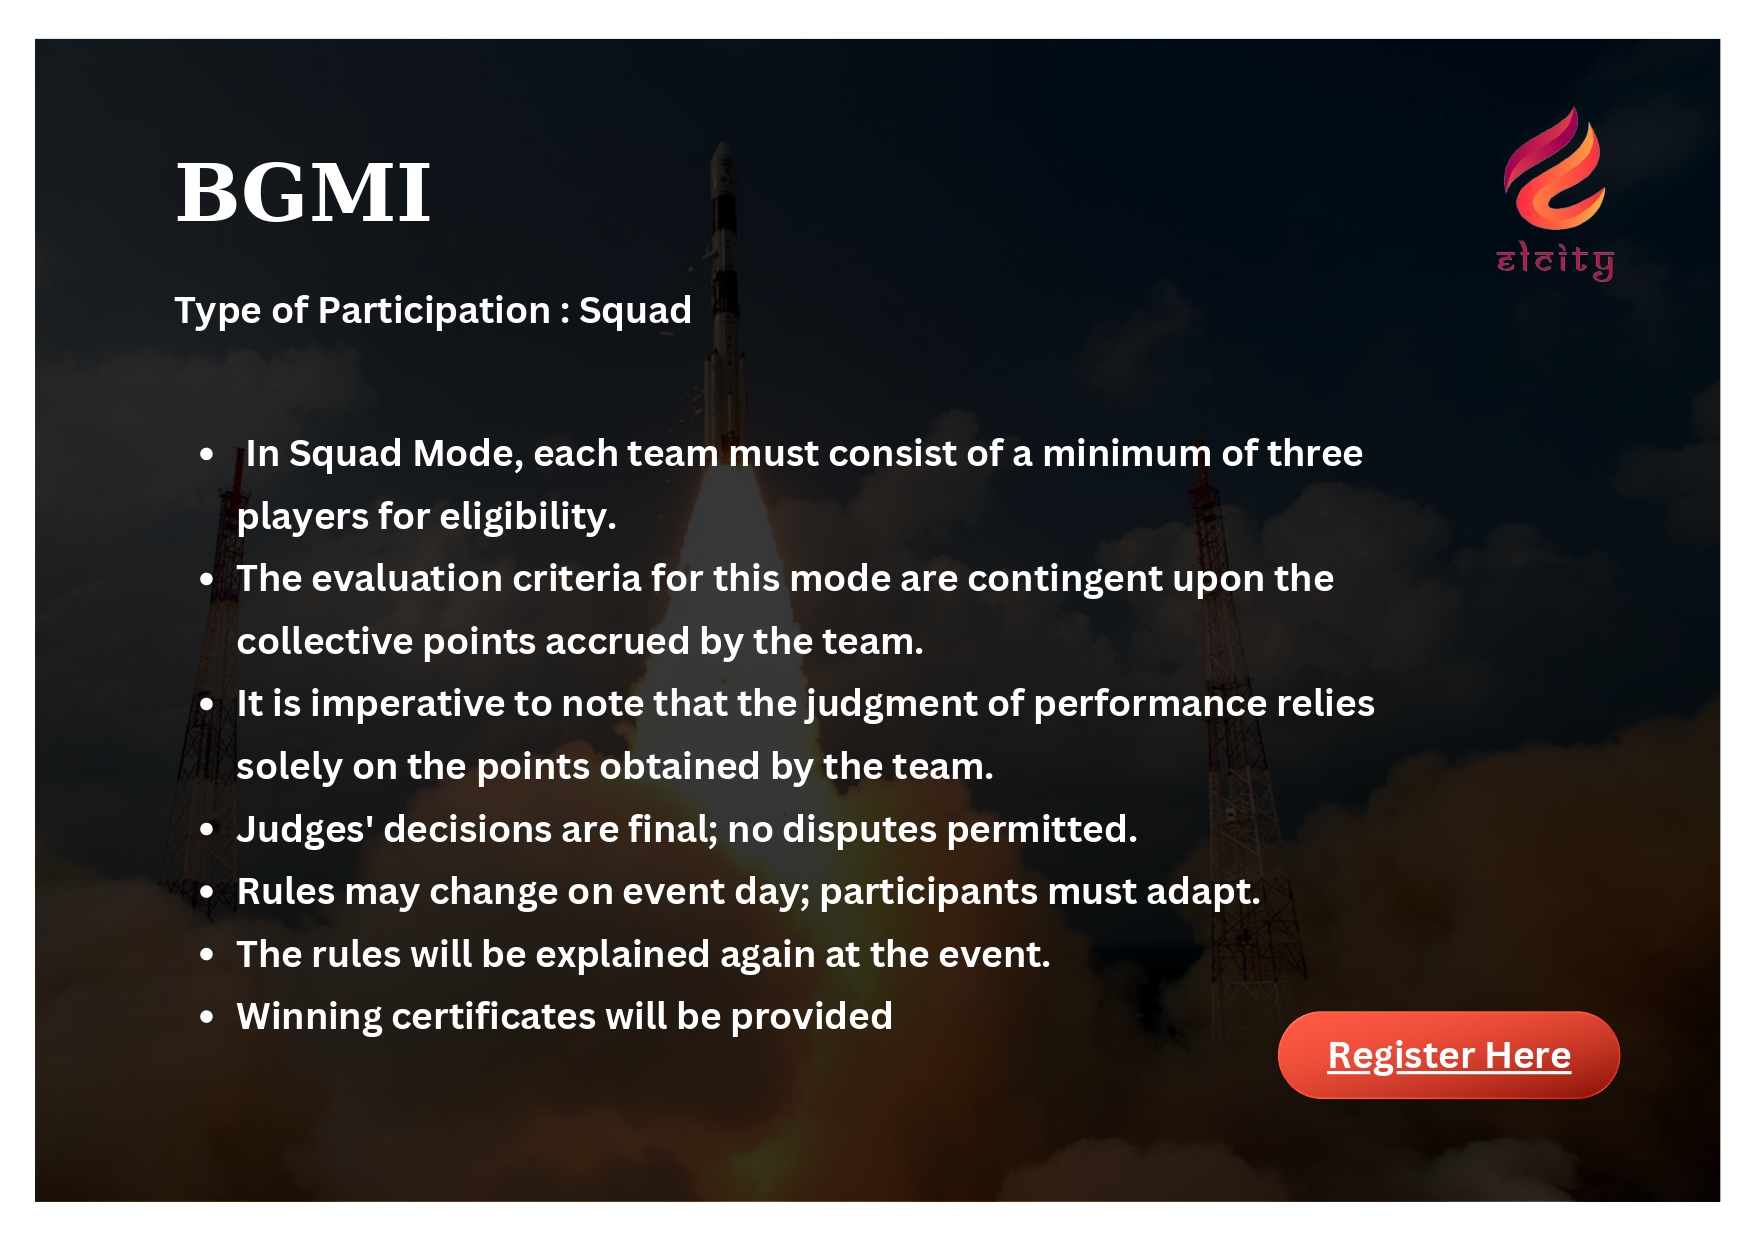 BGMI
elcity
Type of Participation : Squad
• In Squad Mode, each team must consist of a minimum of three
players for eligibility.
• The evaluation criteria for this mode are contingent upon the
collective points accrued by the team.
• It is imperative to note that the judgment of performance relies
solely on the points obtained by the team.
• Judges' decisions are final; no disputes permitted.
• Rules may change on event day; participants must adapt.
• The rules will be explained again at the event.
• Winning certificates will be provided
Register Here